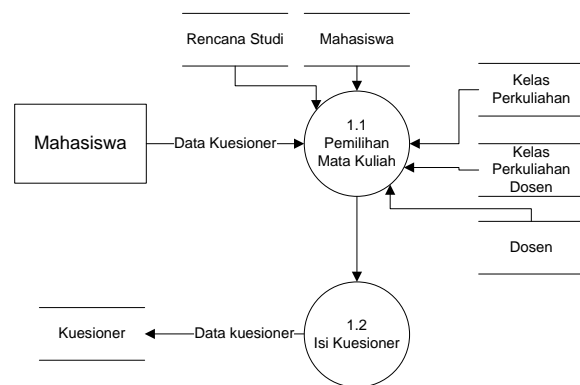 Rencana Studi
Mahasiswa
Kelas
Perkuliahan
Mahasiswa
Data Kuesioner
1.1
Pemilihan
Mata Kuliah
Kelas
Perkuliahan
Dosen
Dosen
Kuesioner
Data kuesioner
1.2
Isi Kuesioner